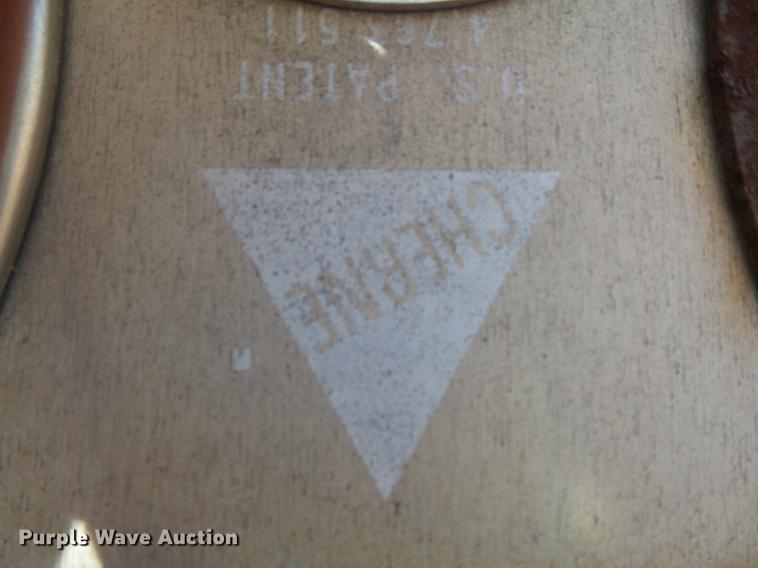 CHERNE
U.S. PATENT
4 763 511
Purple Wave Auction